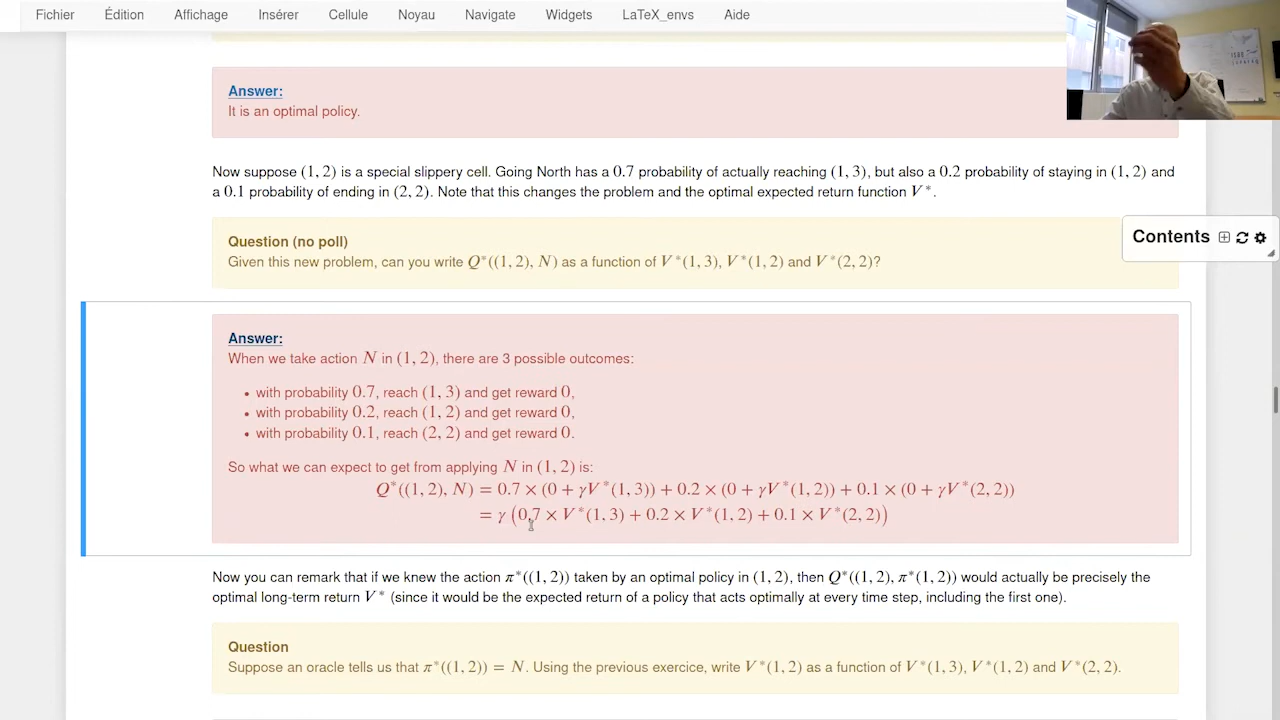 Fichier Édition Affichage Insérer Cellule Noyau Navigate Widgets LaTeX_envs Aide
Answer:
It is an optimal policy.
Now suppose (1, 2) is a special slippery cell. Going North has a 0.7 probability of actually reaching (1, 3), but also a 0.2 probability of staying in (1, 2) and
a 0.1 probability of ending in (2, 2). Note that this changes the problem and the optimal expected return function V*.
Contents
Question (no poll)
Given this new problem, can you write Q*((1, 2), N) as a function of V*(1, 3), V*(1, 2) and V*(2, 2)?
Answer:
When we take action N in (1, 2), there are 3 possible outcomes:
• with probability 0.7, reach (1, 3) and get reward 0,
• with probability 0.2, reach (1, 2) and get reward 0,
• with probability 0.1, reach (2, 2) and get reward 0.
So what we can expect to get from applying N in (1, 2) is:
Q*((1, 2), N) = 0.7 × (0 + γV*(1, 3)) + 0.2 × (0 + γV*(1, 2)) + 0.1 × (0 + γV*(2, 2))
= γ (0.7 × V*(1, 3) + 0.2 × V*(1, 2) + 0.1 × V*(2, 2))
Now you can remark that if we knew the action π*((1, 2)) taken by an optimal policy in (1, 2), then Q*((1, 2), π*(1, 2)) would actually be precisely the
optimal long-term return V* (since it would be the expected return of a policy that acts optimally at every time step, including the first one).
Question
Suppose an oracle tells us that π*((1, 2)) = N. Using the previous exercice, write V*(1, 2) as a function of V*(1, 3), V*(1, 2) and V*(2, 2).